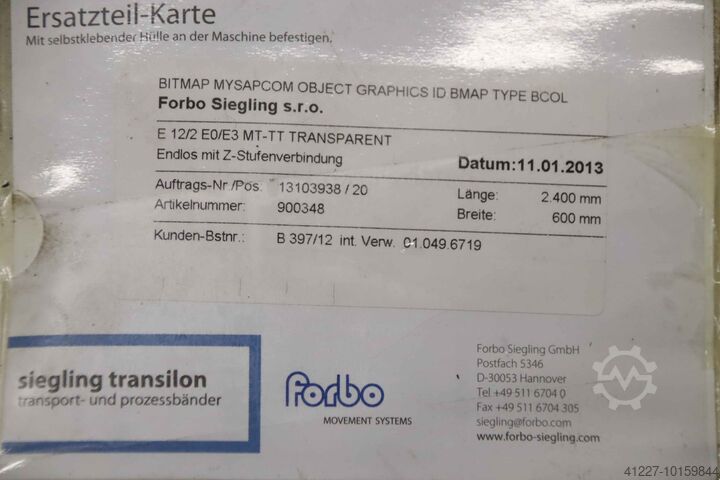 Ersatzteil-Karte
Mit selbstklebender Hülle an der Maschine befestigen.
BITMAP MYSAPCOM OBJECT GRAPHICS ID BMAP TYPE BCOL
Forbo Siegling s.r.o.
E 12/2 E0/E3 MT-TT TRANSPARENT
Endlos mit Z-Stufenverbindung Datum:11.01.2013
Auftrags-Nr /Pos: 13103938 / 20 Länge: 2.400 mm
Artikelnummer: 900348 Breite: 600 mm
Kunden-Bstnr.: B 397/12 int. Verw. 01.049.6719
siegling transilon
transport- und prozessbänder
Forbo
MOVEMENT SYSTEMS
Forbo Siegling GmbH
Postfach 5346
D-30053 Hannover
Tel +49 511 6704 0
Fax +49 511 6704 305
siegling@forbo.com
www.forbo-siegling.com
41227-10159844